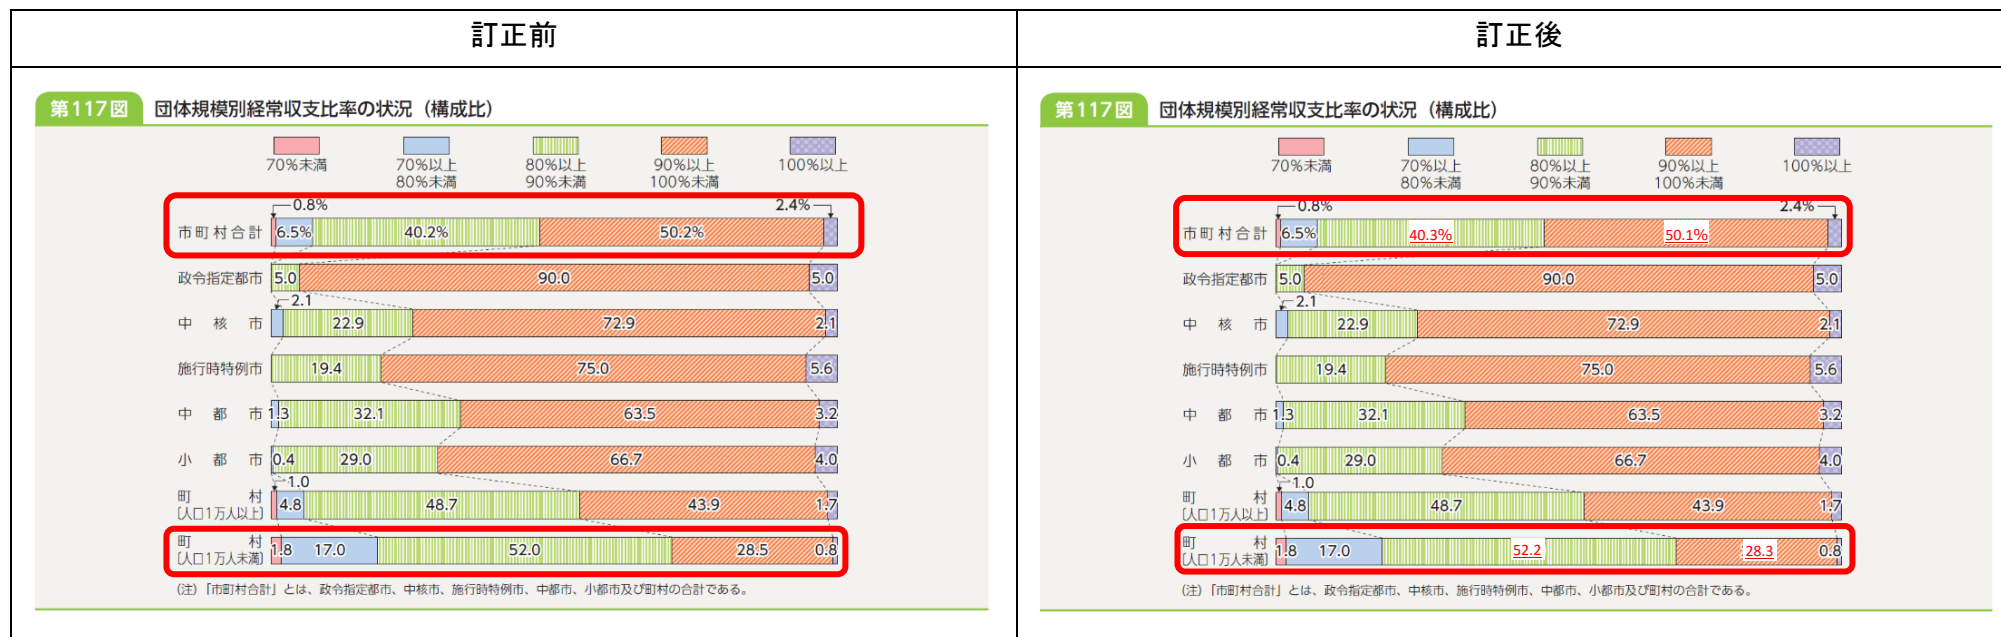 訂正前
訂正後
第117図 団体規模別経常収支比率の状況（構成比）
70%未満 70%以上 80%以上 90%以上 100%以上
80%未満 90%未満 100%未満
0.8% 2.4%
市町村合計 6.5% 40.2% 50.2%
政令指定都市 5.0 90.0 5.0
2.1
中核市 22.9 72.9 2.1
施行時特例市 19.4 75.0 5.6
中都市 1.3 32.1 63.5 3.2
小都市 0.4 29.0 66.7 4.0
1.0
町村 4.8 48.7 43.9 1.7
〔人口1万人以上〕
町村 1.8 17.0 52.0 28.5 0.8
〔人口1万人未満〕
（注）「市町村合計」とは、政令指定都市、中核市、施行時特例市、中都市、小都市及び町村の合計である。
第117図 団体規模別経常収支比率の状況（構成比）
70%未満 70%以上 80%以上 90%以上 100%以上
80%未満 90%未満 100%未満
0.8% 2.4%
市町村合計 6.5% 40.3% 50.1%
政令指定都市 5.0 90.0 5.0
2.1
中核市 22.9 72.9 2.1
施行時特例市 19.4 75.0 5.6
中都市 1.3 32.1 63.5 3.2
小都市 0.4 29.0 66.7 4.0
1.0
町村 4.8 48.7 43.9 1.7
〔人口1万人以上〕
町村 1.8 17.0 52.2 28.3 0.8
〔人口1万人未満〕
（注）「市町村合計」とは、政令指定都市、中核市、施行時特例市、中都市、小都市及び町村の合計である。